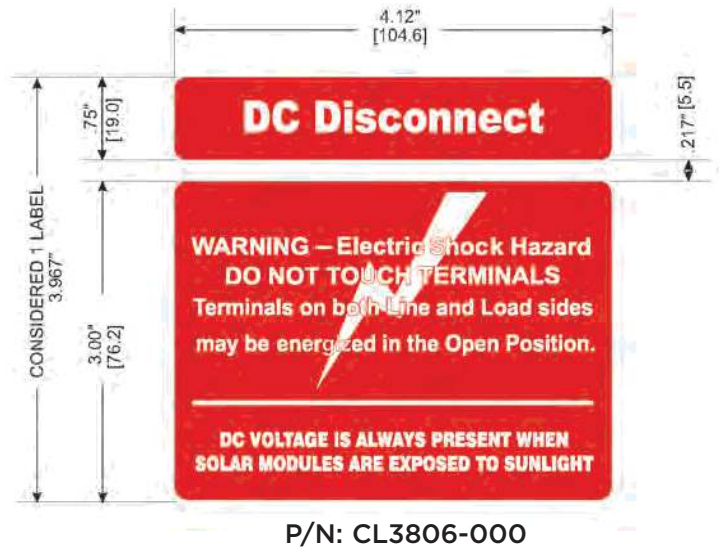 4.12"
[104.6]
.75"
[19.0]
DC Disconnect
.217" [5.5]
CONSIDERED 1 LABEL
3.967"
3.00"
[76.2]
WARNING – Electric Shock Hazard
DO NOT TOUCH TERMINALS
Terminals on both Line and Load sides
may be energized in the Open Position.
DC VOLTAGE IS ALWAYS PRESENT WHEN
SOLAR MODULES ARE EXPOSED TO SUNLIGHT
P/N: CL3806-000